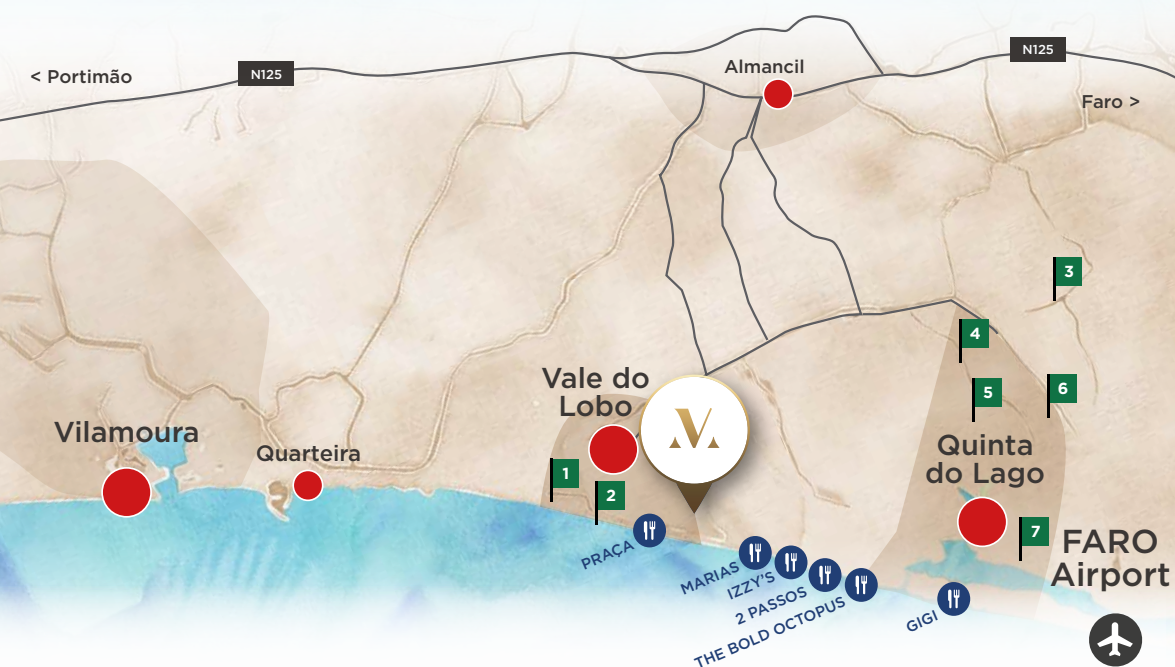 N125
N125
Almancil
< Portimão
Faro >
3
4
Vale do
Lobo
6
5
Vilamoura
Quinta
do Lago
Quarteira
1
2
7
FARO
Airport
PRAÇA
MARIAS
IZZY'S
2 PASSOS
THE BOLD OCTOPUS
GIGI